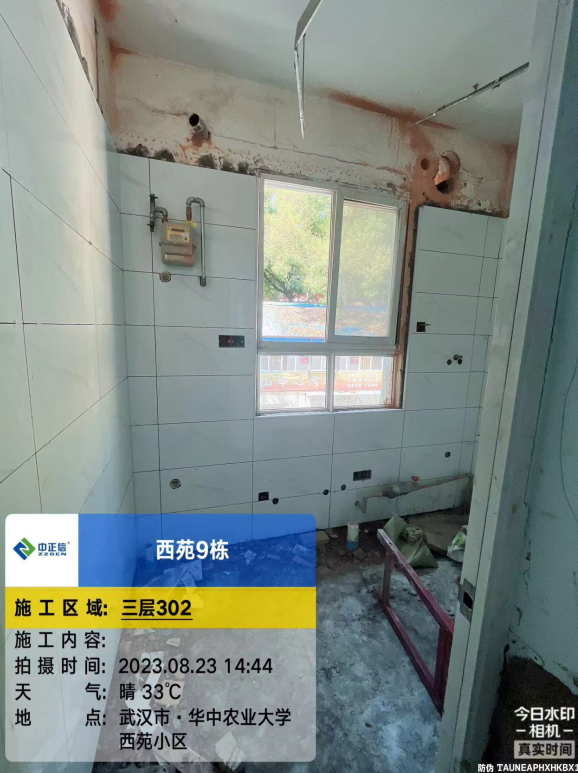 中正信®
ZZGEN
西苑9栋
施工区域: 三层302
施工内容:
拍摄时间: 2023.08.23 14:44
天气: 晴 33℃
地点: 武汉市·华中农业大学
西苑小区
今日水印
-相机-
真实时间
防伪 TAUNEAPHXHKBX1